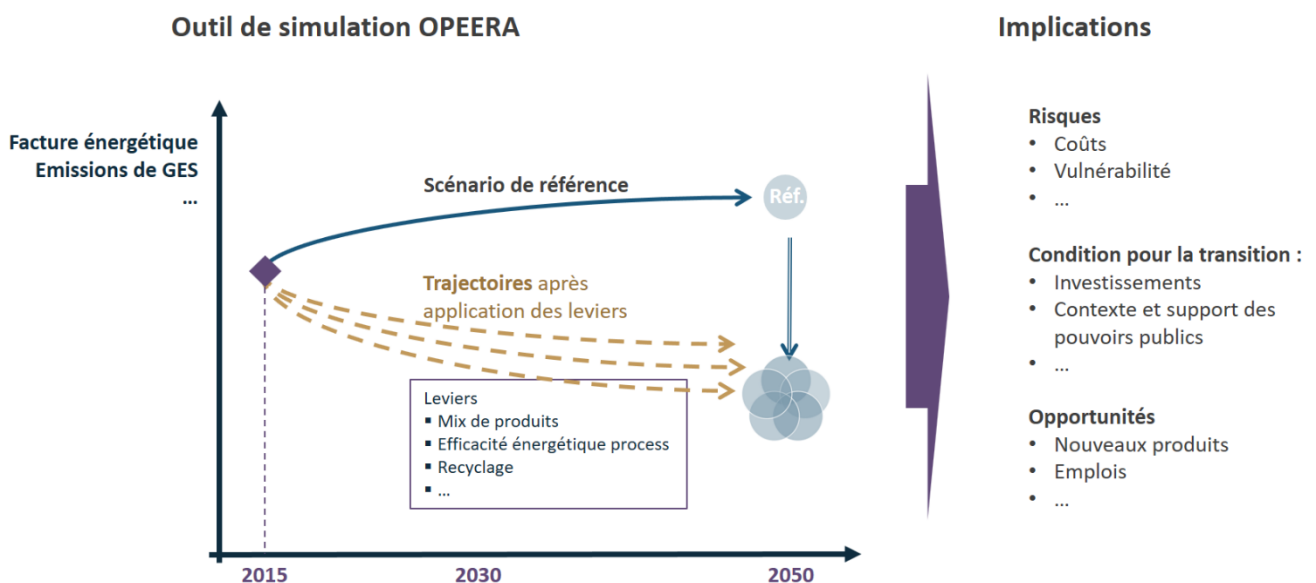 Outil de simulation OPEERA
Facture énergétique
Emissions de GES
...
Scénario de référence
Réf.
Trajectoires après
application des leviers
Leviers
▪ Mix de produits
▪ Efficacité énergétique process
▪ Recyclage
▪ ...
2015
2030
2050
Implications
Risques
• Coûts
• Vulnérabilité
• ...
Condition pour la transition :
• Investissements
• Contexte et support des
pouvoirs publics
• ...
Opportunités
• Nouveaux produits
• Emplois
• ...